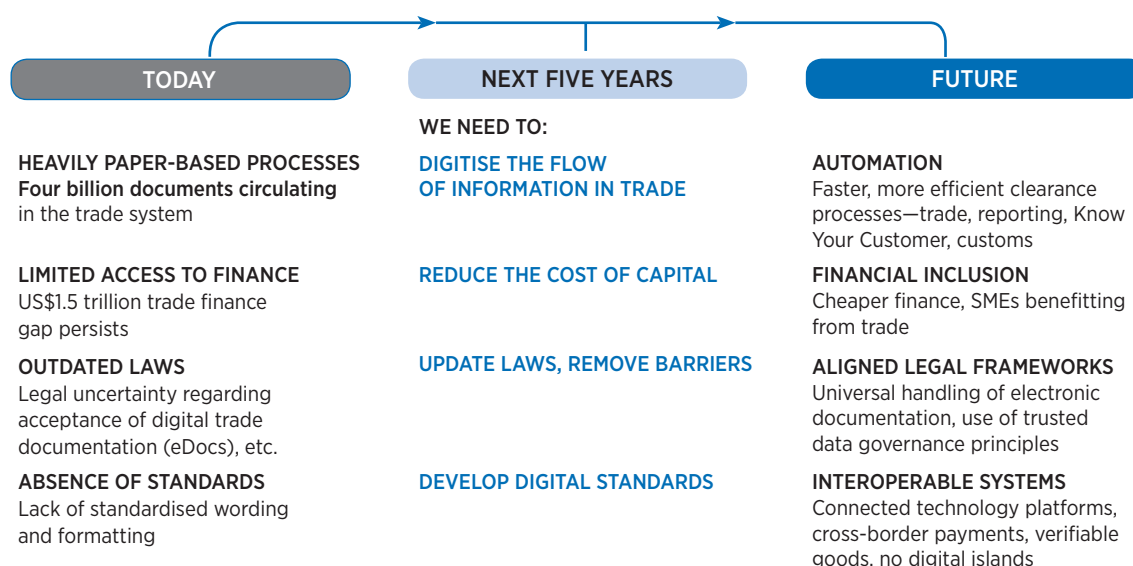 TODAY
HEAVILY PAPER-BASED PROCESSES
Four billion documents circulating
in the trade system
LIMITED ACCESS TO FINANCE
US$1.5 trillion trade finance
gap persists
OUTDATED LAWS
Legal uncertainty regarding
acceptance of digital trade
documentation (eDocs), etc.
ABSENCE OF STANDARDS
Lack of standardised wording
and formatting
NEXT FIVE YEARS
WE NEED TO:
DIGITISE THE FLOW
OF INFORMATION IN TRADE
REDUCE THE COST OF CAPITAL
UPDATE LAWS, REMOVE BARRIERS
DEVELOP DIGITAL STANDARDS
FUTURE
AUTOMATION
Faster, more efficient clearance
processes—trade, reporting, Know
Your Customer, customs
FINANCIAL INCLUSION
Cheaper finance, SMEs benefitting
from trade
ALIGNED LEGAL FRAMEWORKS
Universal handling of electronic
documentation, use of trusted
data governance principles
INTEROPERABLE SYSTEMS
Connected technology platforms,
cross-border payments, verifiable
goods, no digital islands